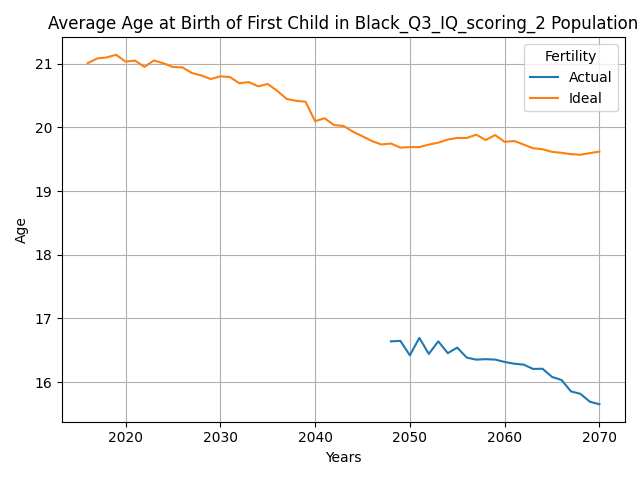 Average Age at Birth of First Child in Black_Q3_IQ_scoring_2 Population
Fertility
Actual
Ideal
Age
21
20
19
18
17
16
2020 2030 2040 2050 2060 2070
Years